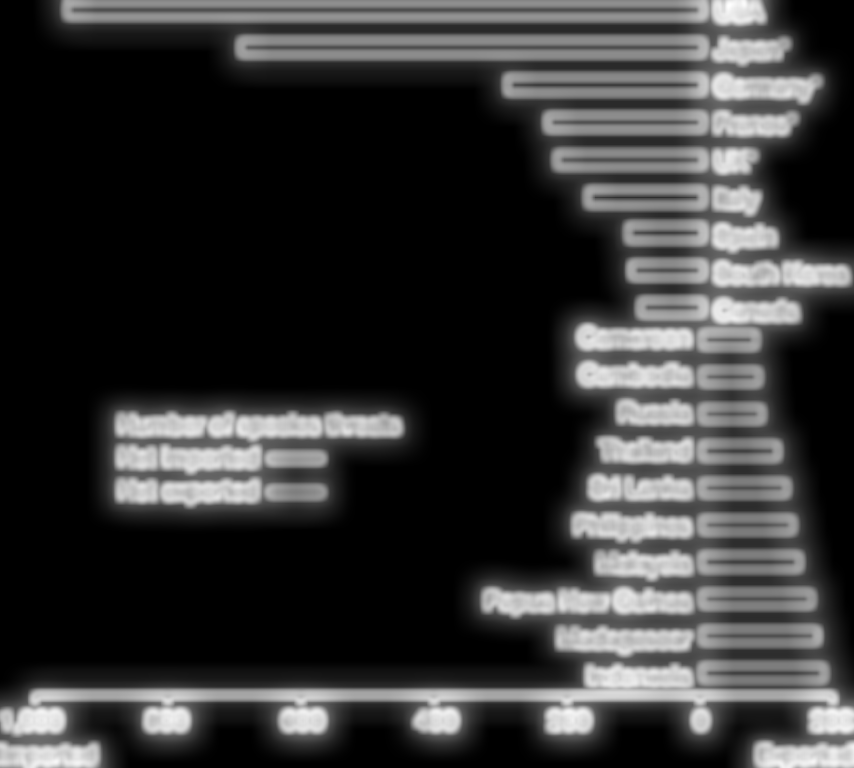 USA
Japan*
Germany*
France*
UK*
Italy
Spain
South Korea
Canada
Cameroon
Cambodia
Russia
Thailand
Number of species threats
Net imported
Net exported
Sri Lanka
Philippines
Malaysia
Papua New Guinea
Madagascar
Indonesia
1,000 800 600 400 200 0 200
Imported Exported